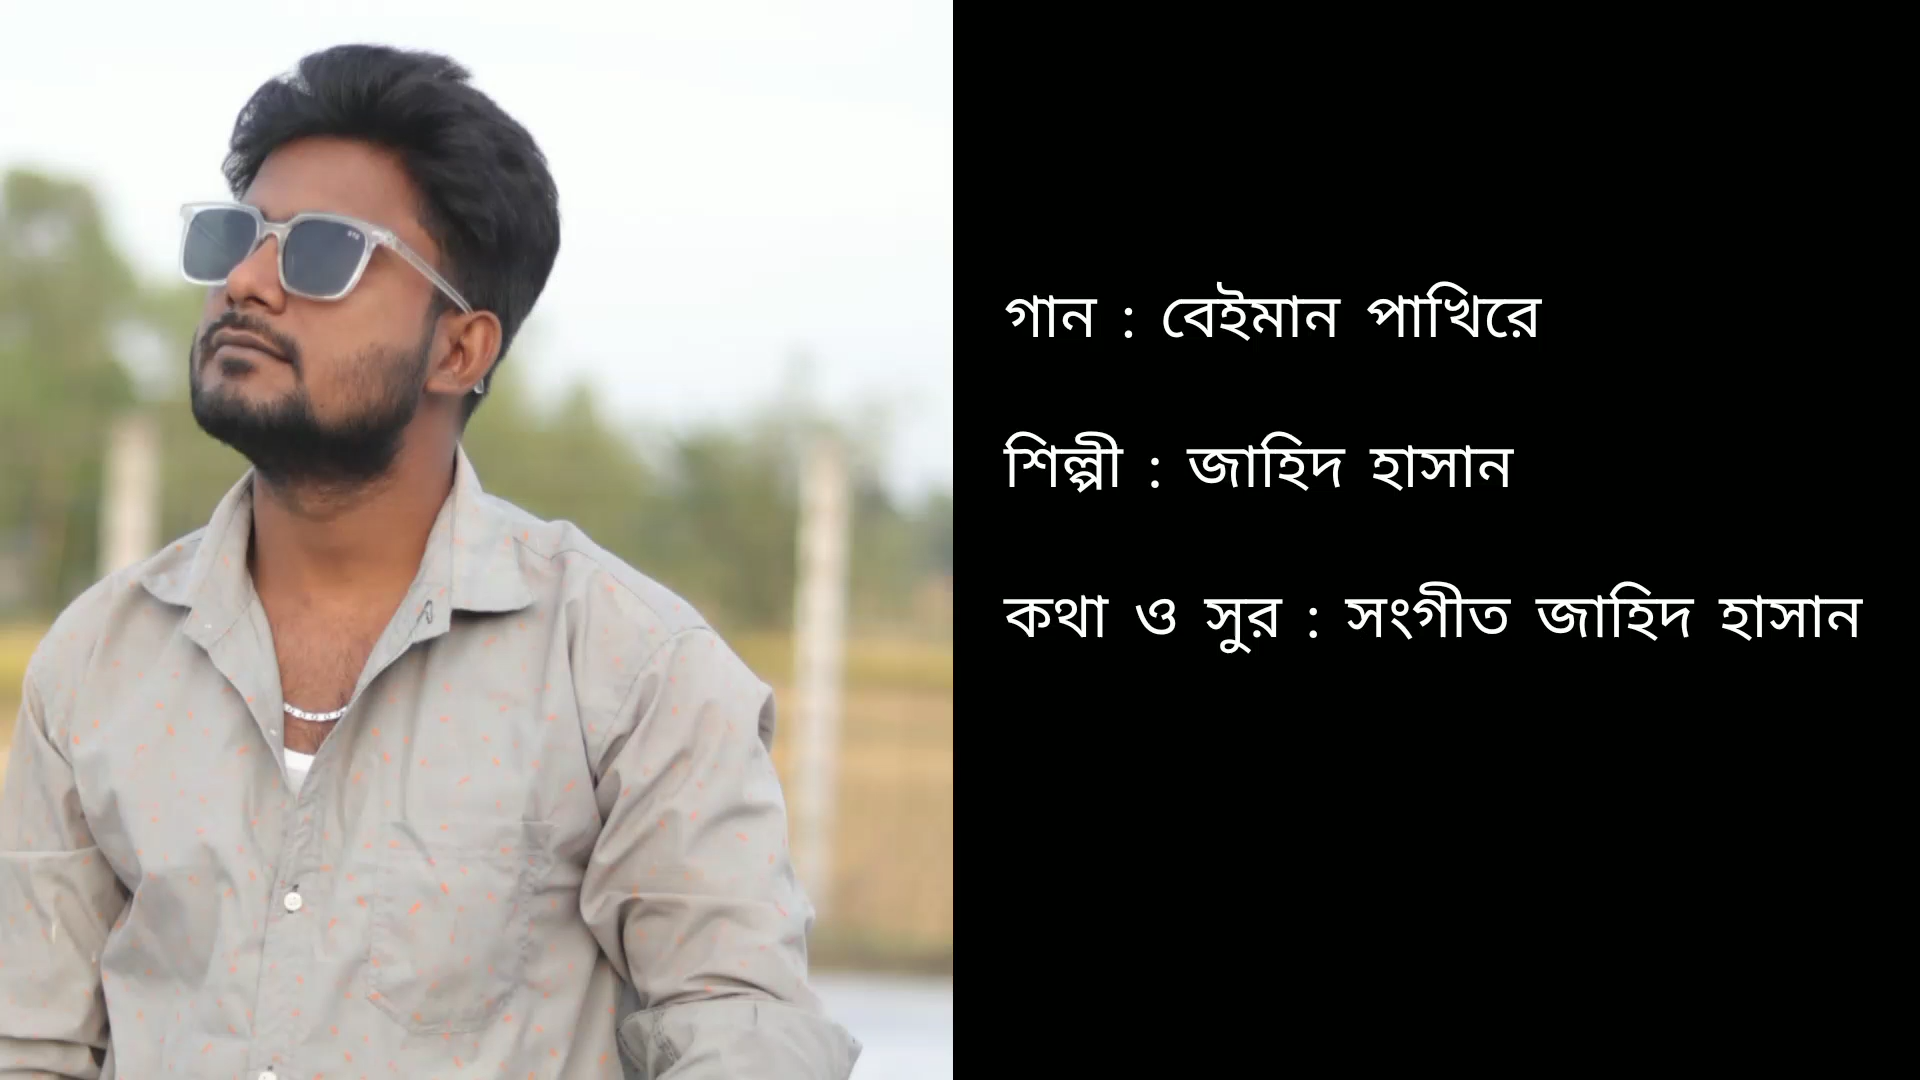 গান : বেইমান পাখিরে
শিল্পী : জাহিদ হাসান
কথা ও সুর : সংগীত জাহিদ হাসান